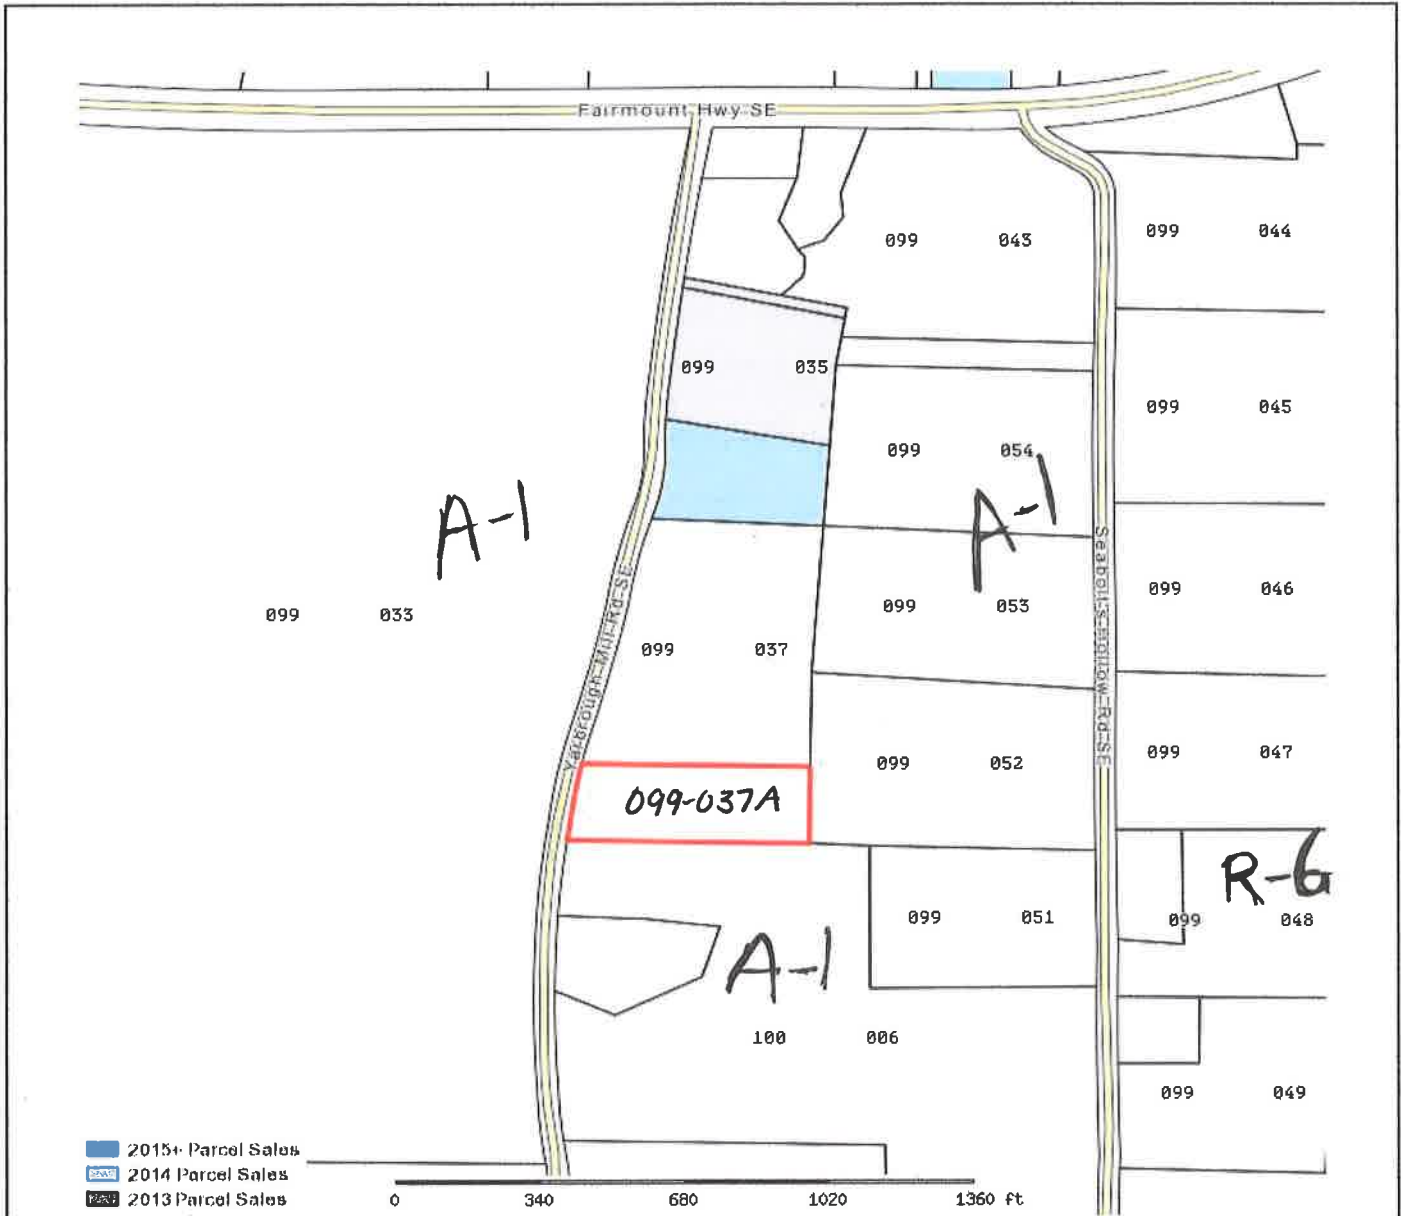 Fairmount Hwy SE
099 043
099 044
099 035
099 045
099 054
A-1
A-1
099 033
Yarbrough Mill Rd SE
099 053
Seabolts Hollow Rd SE
099 046
099 037
099 052
099 047
099-037A
R-6
099 051
099 048
A-1
100 006
099 049
2015+ Parcel Sales
2014 Parcel Sales
2013 Parcel Sales
0 340 680 1020 1360 ft